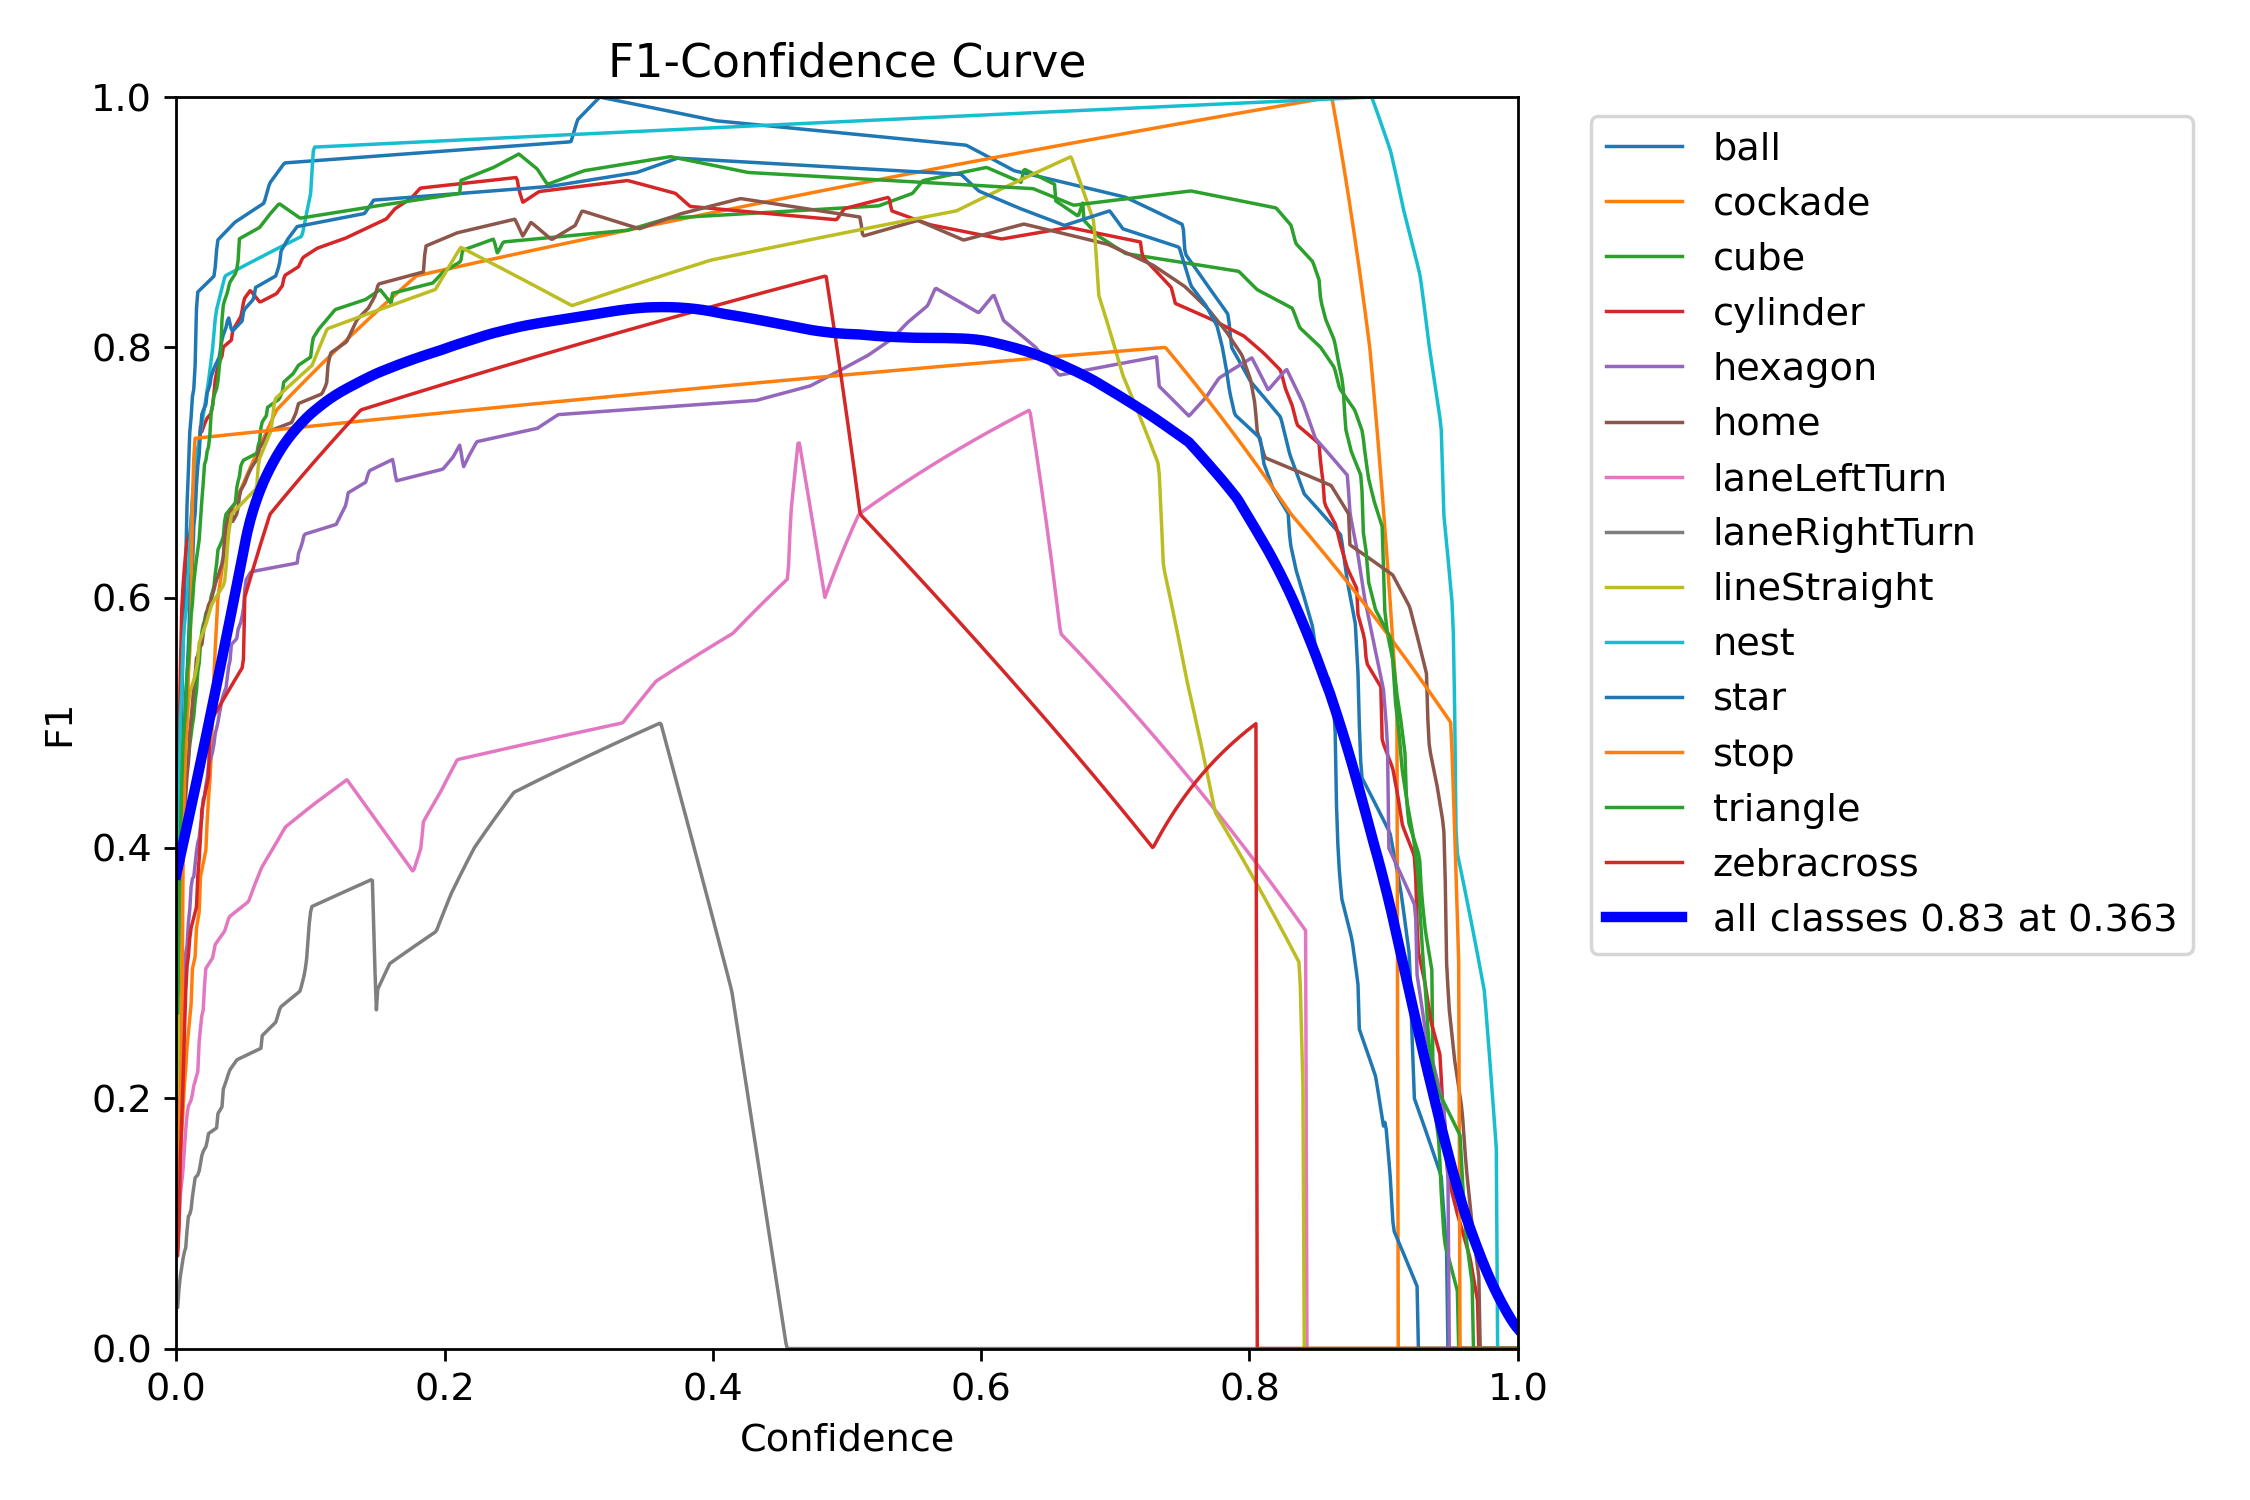 F1-Confidence Curve
1.0
0.8
0.6
0.4
0.2
0.0
F1
0.0 0.2 0.4 0.6 0.8 1.0
Confidence
ball
cockade
cube
cylinder
hexagon
home
laneLeftTurn
laneRightTurn
lineStraight
nest
star
stop
triangle
zebracross
all classes 0.83 at 0.363